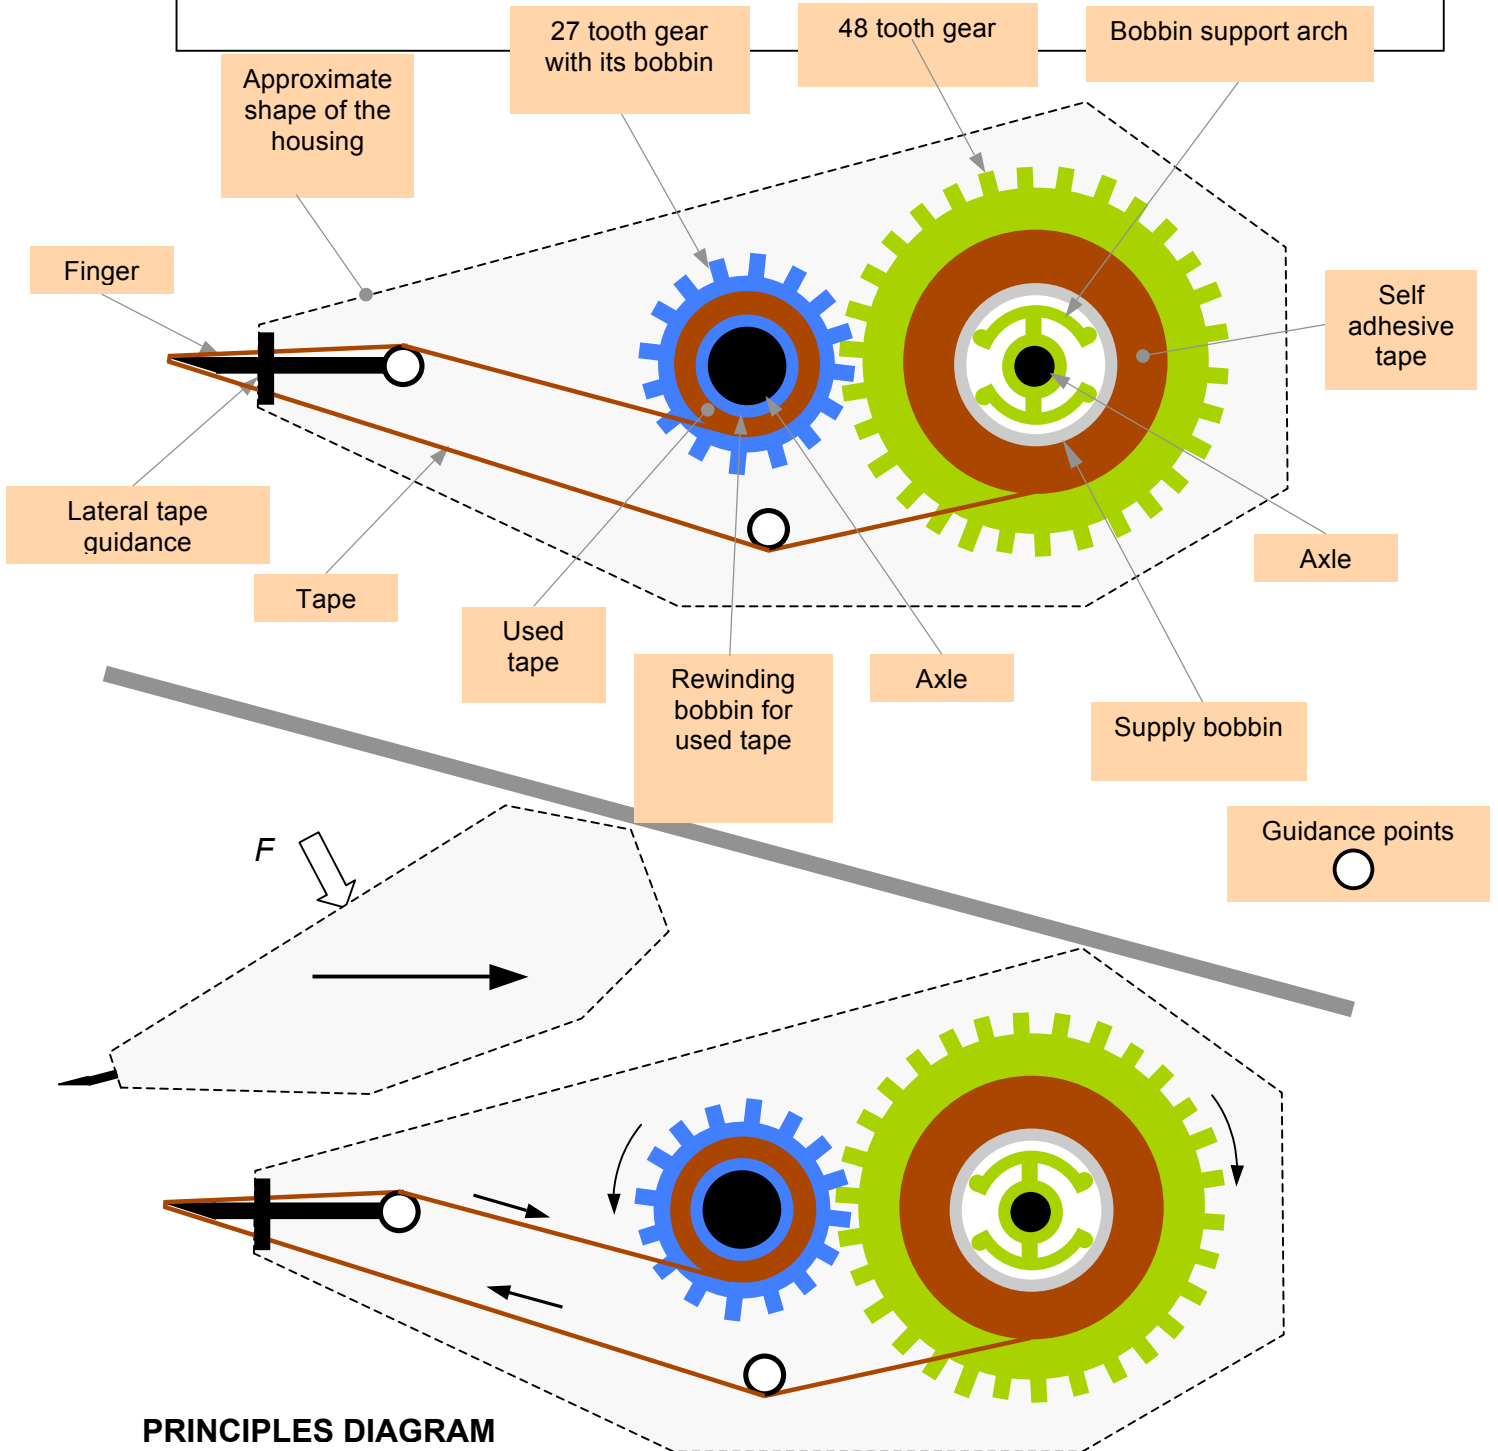 27 tooth gear
with its bobbin
48 tooth gear
Bobbin support arch
Approximate
shape of the
housing
Finger
Self
adhesive
tape
Lateral tape
guidance
Tape
Axle
Used
tape
Rewinding
bobbin for
used tape
Axle
Supply bobbin
F
Guidance points
PRINCIPLES DIAGRAM